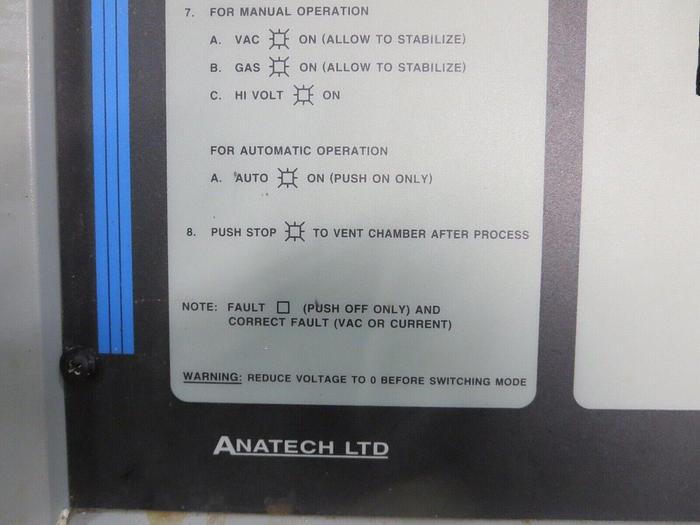 7. FOR MANUAL OPERATION
A. VAC ON (ALLOW TO STABILIZE)
B. GAS ON (ALLOW TO STABILIZE)
C. HI VOLT ON
FOR AUTOMATIC OPERATION
A. AUTO ON (PUSH ON ONLY)
8. PUSH STOP TO VENT CHAMBER AFTER PROCESS
NOTE: FAULT (PUSH OFF ONLY) AND
CORRECT FAULT (VAC OR CURRENT)
WARNING: REDUCE VOLTAGE TO 0 BEFORE SWITCHING MODE
ANATECH LTD